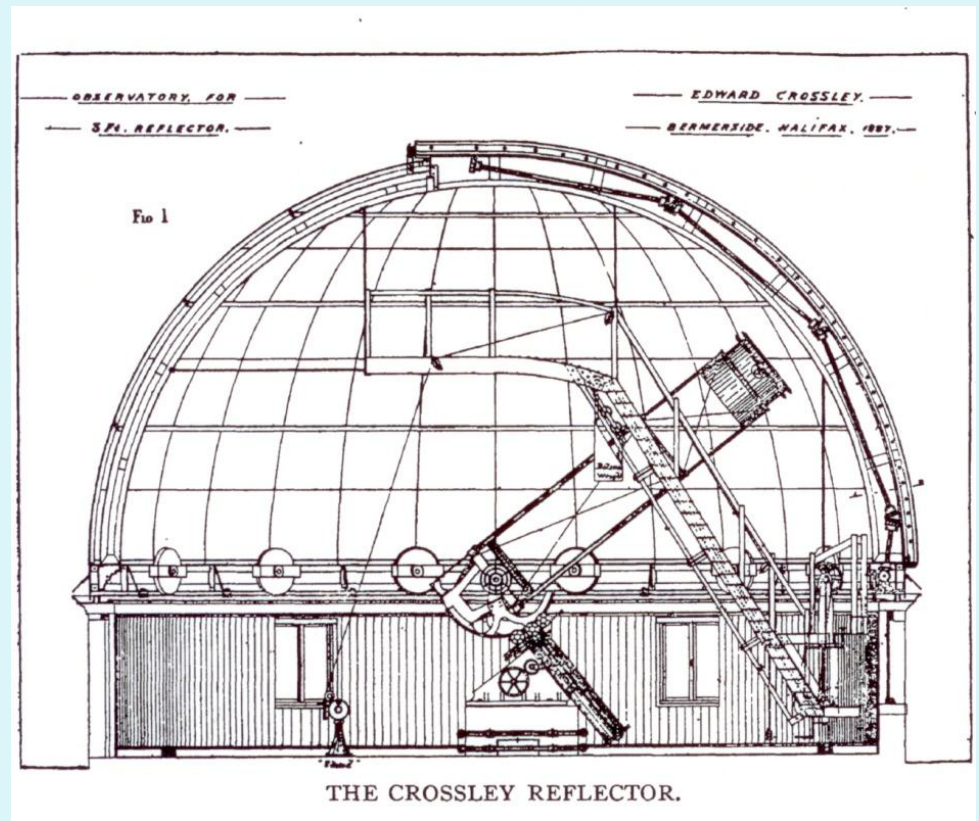 OBSERVATORY, FOR
3 Ft. REFLECTOR.
EDWARD CROSSLEY.
BERMERSIDE. HALIFAX. 1887.
Fig 1
THE CROSSLEY REFLECTOR.